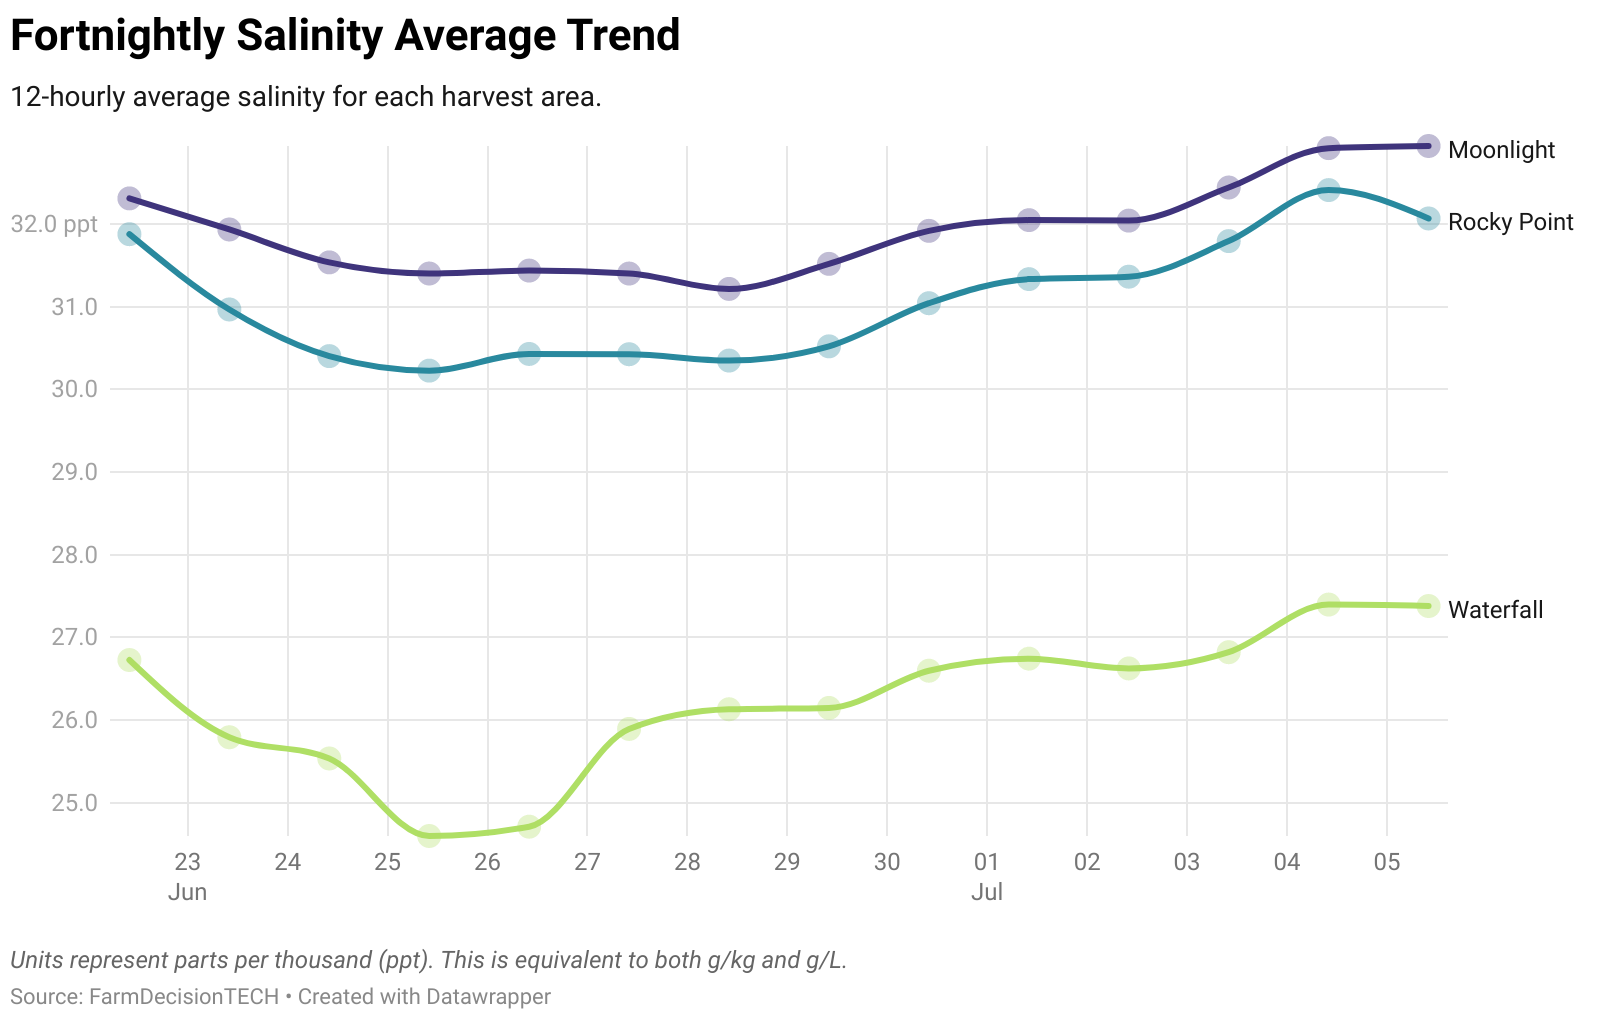 Fortnightly Salinity Average Trend
12-hourly average salinity for each harvest area.
Moonlight
32.0 ppt
Rocky Point
31.0
30.0
29.0
28.0
27.0
Waterfall
26.0
25.0
23 24 25 26 27 28 29 30 01 02 03 04 05
Jun Jul
Units represent parts per thousand (ppt). This is equivalent to both g/kg and g/L.
Source: FarmDecisionTECH • Created with Datawrapper